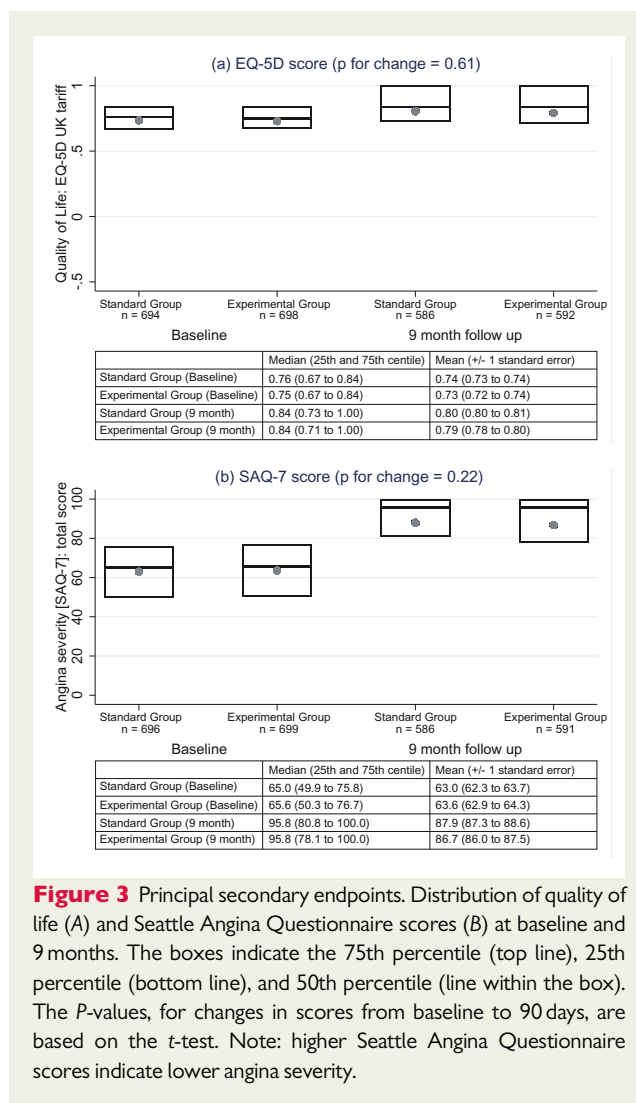 (a) EQ-5D score (p for change = 0.61)
Quality of Life: EQ-5D UK tariff
1
.5
0
-.5
Standard Group Experimental Group Standard Group Experimental Group
n = 694 n = 698 n = 586 n = 592
Baseline 9 month follow up
Median (25th and 75th centile) Mean (+/- 1 standard error)
Standard Group (Baseline) 0.76 (0.67 to 0.84) 0.74 (0.73 to 0.74)
Experimental Group (Baseline) 0.75 (0.67 to 0.84) 0.73 (0.72 to 0.74)
Standard Group (9 month) 0.84 (0.73 to 1.00) 0.80 (0.80 to 0.81)
Experimental Group (9 month) 0.84 (0.71 to 1.00) 0.79 (0.78 to 0.80)
(b) SAQ-7 score (p for change = 0.22)
Angina severity [SAQ-7]: total score
100
80
60
40
20
0
Standard Group Experimental Group Standard Group Experimental Group
n = 696 n = 699 n = 586 n = 591
Baseline 9 month follow up
Median (25th and 75th centile) Mean (+/- 1 standard error)
Standard Group (Baseline) 65.0 (49.9 to 75.8) 63.0 (62.3 to 63.7)
Experimental Group (Baseline) 65.6 (50.3 to 76.7) 63.6 (62.9 to 64.3)
Standard Group (9 month) 95.8 (80.8 to 100.0) 87.9 (87.3 to 88.6)
Experimental Group (9 month) 95.8 (78.1 to 100.0) 86.7 (86.0 to 87.5)
Figure 3 Principal secondary endpoints. Distribution of quality of
life (A) and Seattle Angina Questionnaire scores (B) at baseline and
9 months. The boxes indicate the 75th percentile (top line), 25th
percentile (bottom line), and 50th percentile (line within the box).
The P-values, for changes in scores from baseline to 90 days, are
based on the t-test. Note: higher Seattle Angina Questionnaire
scores indicate lower angina severity.